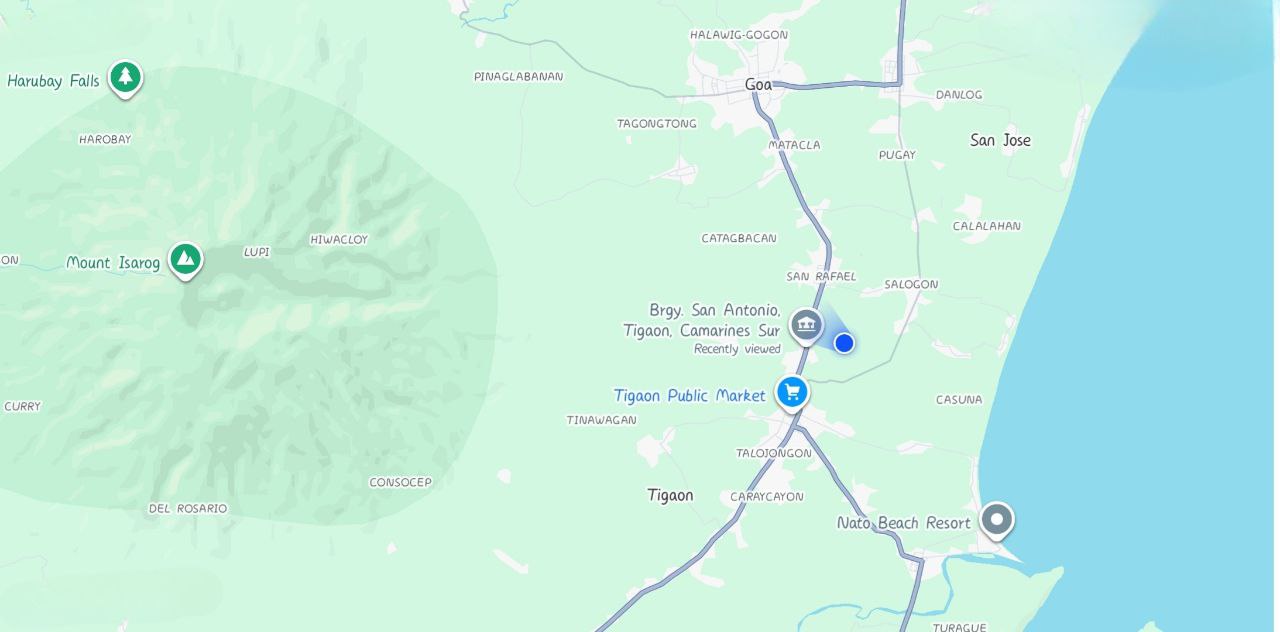 HALAWIG-GOGON
PINAGLABANAN
Harubay Falls
Goa
DANLOG
TAGONGTONG
HAROBAY
MATACLA
San Jose
PUGAY
CALALAHAN
CATAGBACAN
HIWACLOY
LUPI
ON
Mount Isarog
SAN RAFAEL
SALOGON
Brgy. San Antonio,
Tigaon, Camarines Sur
Recently viewed
Tigaon Public Market
CASUNA
CURRY
TINAWAGAN
TALOJONGON
CONSOCEP
Tigaon
CARAYCAYON
DEL ROSARIO
Nato Beach Resort
TURAGUE